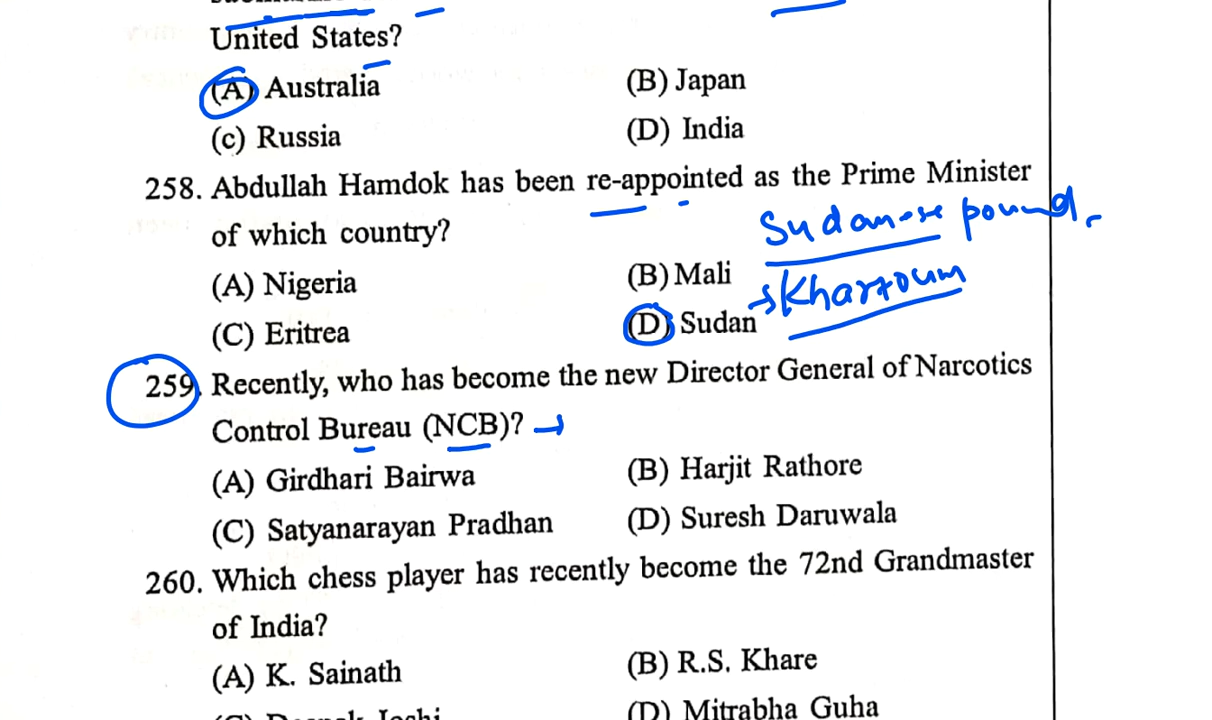 United States?
(A) Australia (B) Japan
(c) Russia (D) India
258. Abdullah Hamdok has been re-appointed as the Prime Minister
of which country? Sudanese pound.
(A) Nigeria (B) Mali → Khartoum
(C) Eritrea (D) Sudan
259. Recently, who has become the new Director General of Narcotics
Control Bureau (NCB)? →
(A) Girdhari Bairwa (B) Harjit Rathore
(C) Satyanarayan Pradhan (D) Suresh Daruwala
260. Which chess player has recently become the 72nd Grandmaster
of India?
(A) K. Sainath (B) R.S. Khare
(D) Mitrabha Guha